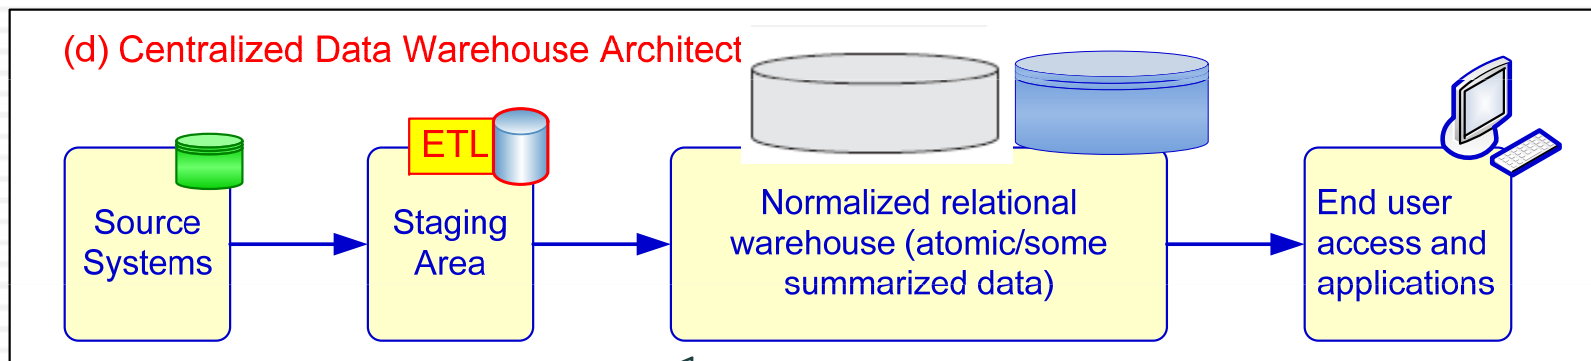 (d) Centralized Data Warehouse Architect
ETL
Source
Systems
Staging
Area
Normalized relational
warehouse (atomic/some
summarized data)
End user
access and
applications